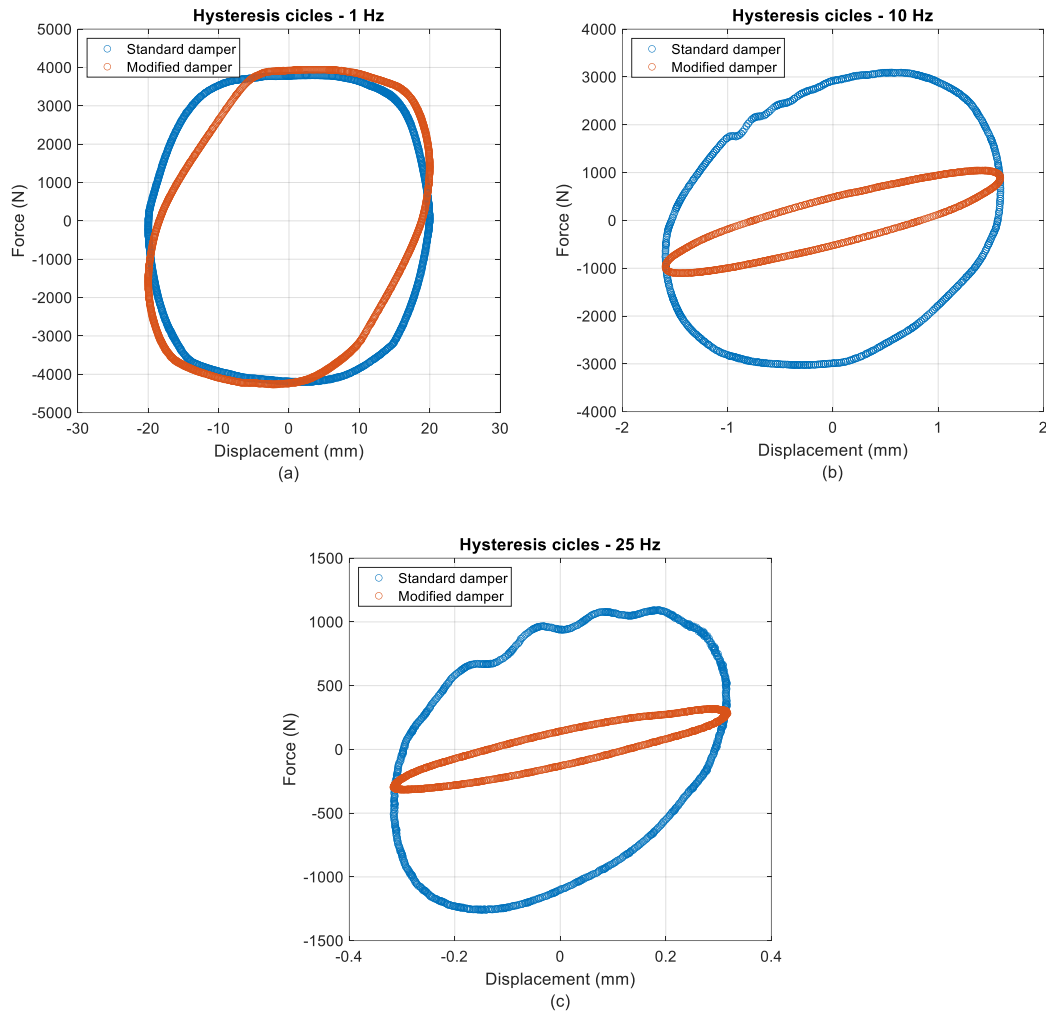 Hysteresis cicles - 1 Hz
5000
4000
3000
2000
1000
0
-1000
-2000
-3000
-4000
-5000
Force (N)
Standard damper
Modified damper
-30 -20 -10 0 10 20 30
Displacement (mm)
(a)
Hysteresis cicles - 10 Hz
4000
3000
2000
1000
0
-1000
-2000
-3000
-4000
Force (N)
Standard damper
Modified damper
-2 -1 0 1 2
Displacement (mm)
(b)
Hysteresis cicles - 25 Hz
1500
1000
500
0
-500
-1000
-1500
Force (N)
Standard damper
Modified damper
-0.4 -0.2 0 0.2 0.4
Displacement (mm)
(c)